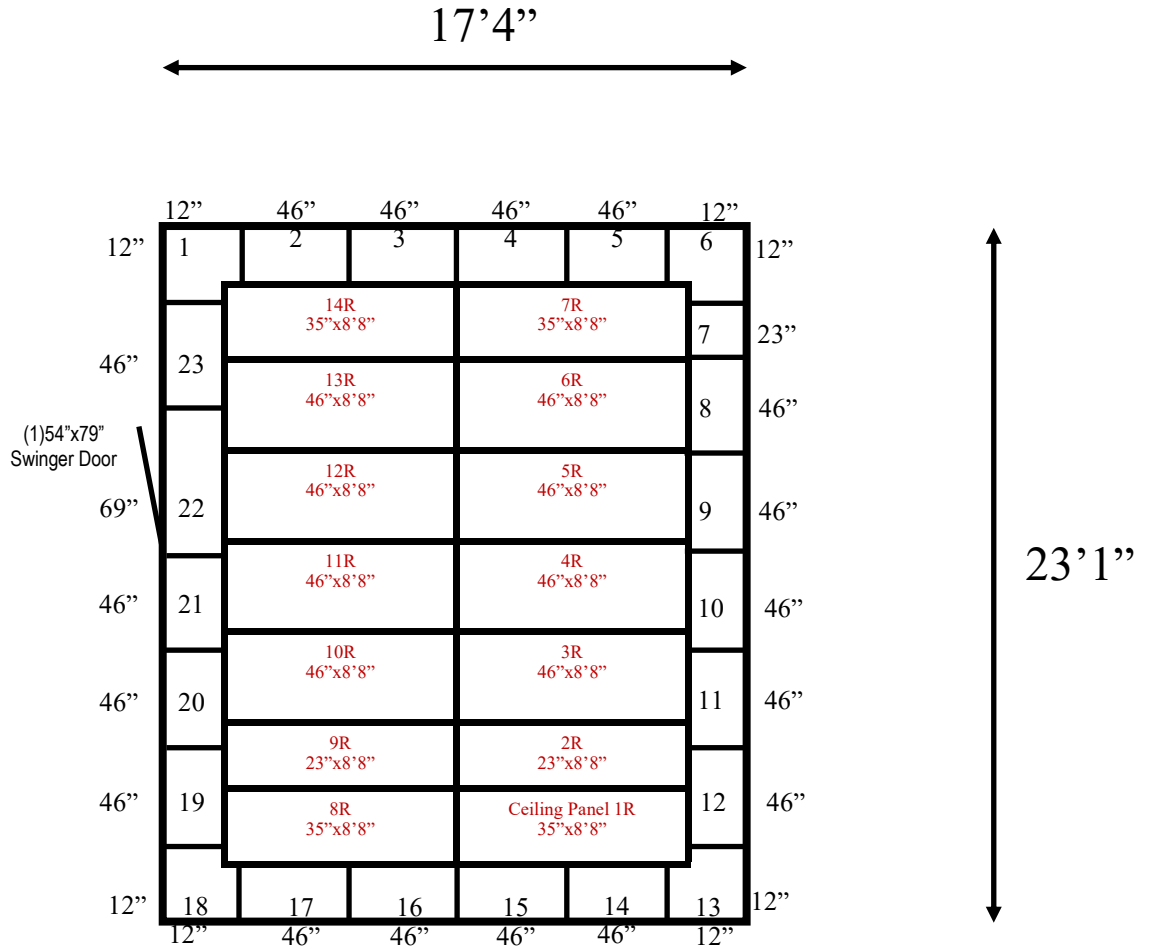 17’4”
12” 46” 46” 46” 46” 12”
12” 1 2 3 4 5 6 12”
14R
35”x8’8”
7R
35”x8’8”
7 23”
46” 23
13R
46”x8’8”
6R
46”x8’8”
8 46”
(1)54”x79”
Swinger Door
12R
46”x8’8”
5R
46”x8’8”
69” 22
9 46”
23’1”
11R
46”x8’8”
4R
46”x8’8”
46” 21
10 46”
10R
46”x8’8”
3R
46”x8’8”
46” 20
11 46”
9R
23”x8’8”
2R
23”x8’8”
46” 19
12 46”
8R
35”x8’8”
Ceiling Panel 1R
35”x8’8”
12” 18 17 16 15 14 13 12”
12” 46” 46” 46” 46” 12”